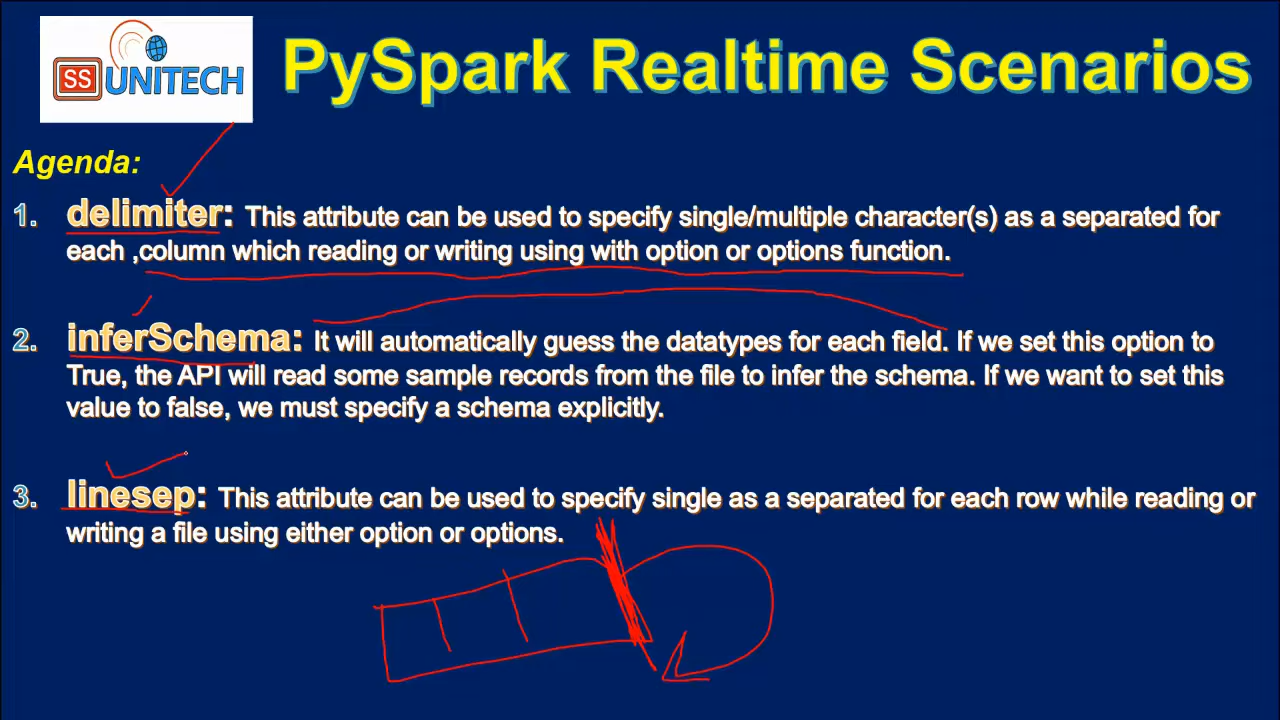 SS UNITECH
PySpark Realtime Scenarios
Agenda:
1. delimiter: This attribute can be used to specify single/multiple character(s) as a separated for
each ,column which reading or writing using with option or options function.
2. inferSchema: It will automatically guess the datatypes for each field. If we set this option to
True, the API will read some sample records from the file to infer the schema. If we want to set this
value to false, we must specify a schema explicitly.
3. linesep: This attribute can be used to specify single as a separated for each row while reading or
writing a file using either option or options.